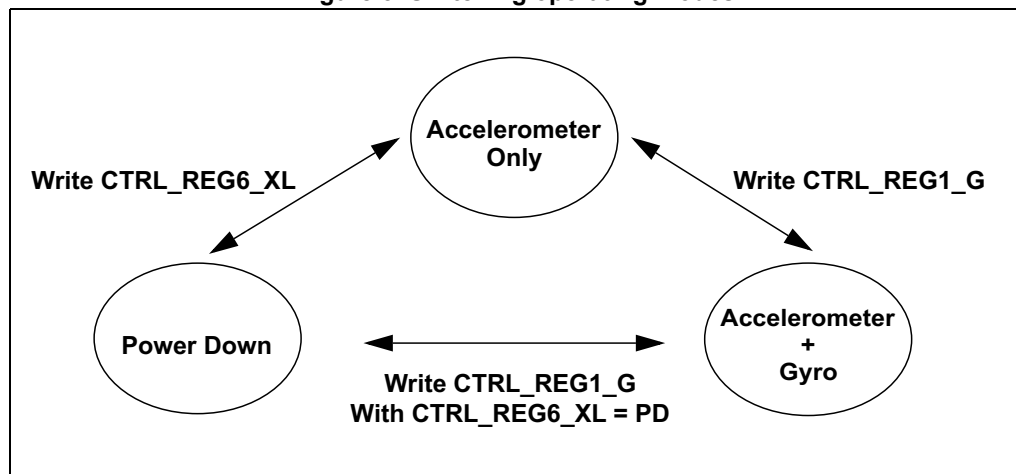 Accelerometer
Only
Write CTRL_REG6_XL
Write CTRL_REG1_G
Power Down
Accelerometer
+
Gyro
Write CTRL_REG1_G
With CTRL_REG6_XL = PD